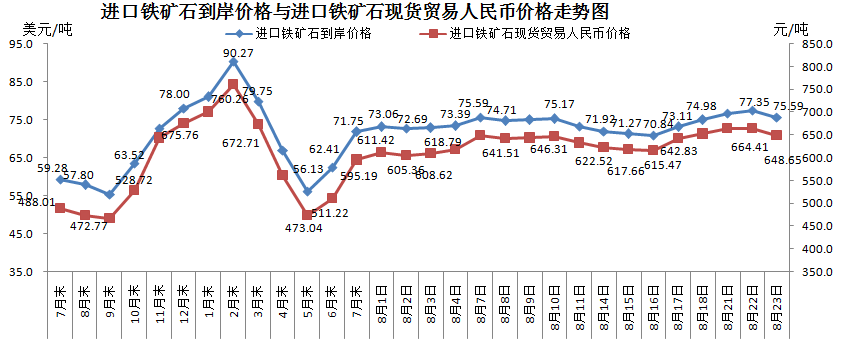 进口铁矿石到岸价格与进口铁矿石现货贸易人民币价格走势图
美元/吨
元/吨
进口铁矿石到岸价格
进口铁矿石现货贸易人民币价格
95.0
85.0
75.0
65.0
55.0
45.0
35.0
850.0
800.0
750.0
700.0
650.0
600.0
550.0
500.0
450.0
400.0
350.0
59.28
57.80
63.52
78.00
90.27
79.75
56.13
62.41
71.75
73.06
72.69
73.39
75.59
74.71
75.17
71.92
71.27
70.84
73.11
74.98
77.35
75.59
488.01
472.77
528.72
675.76
760.26
672.71
473.04
511.22
595.19
611.42
605.36
608.62
618.79
641.51
646.31
622.52
617.66
615.47
642.83
664.41
648.65
7月末
8月末
9月末
10月末
11月末
12月末
1月末
2月末
3月末
4月末
5月末
6月末
7月末
8月1日
8月2日
8月3日
8月4日
8月7日
8月8日
8月9日
8月10日
8月11日
8月14日
8月15日
8月16日
8月17日
8月18日
8月21日
8月22日
8月23日